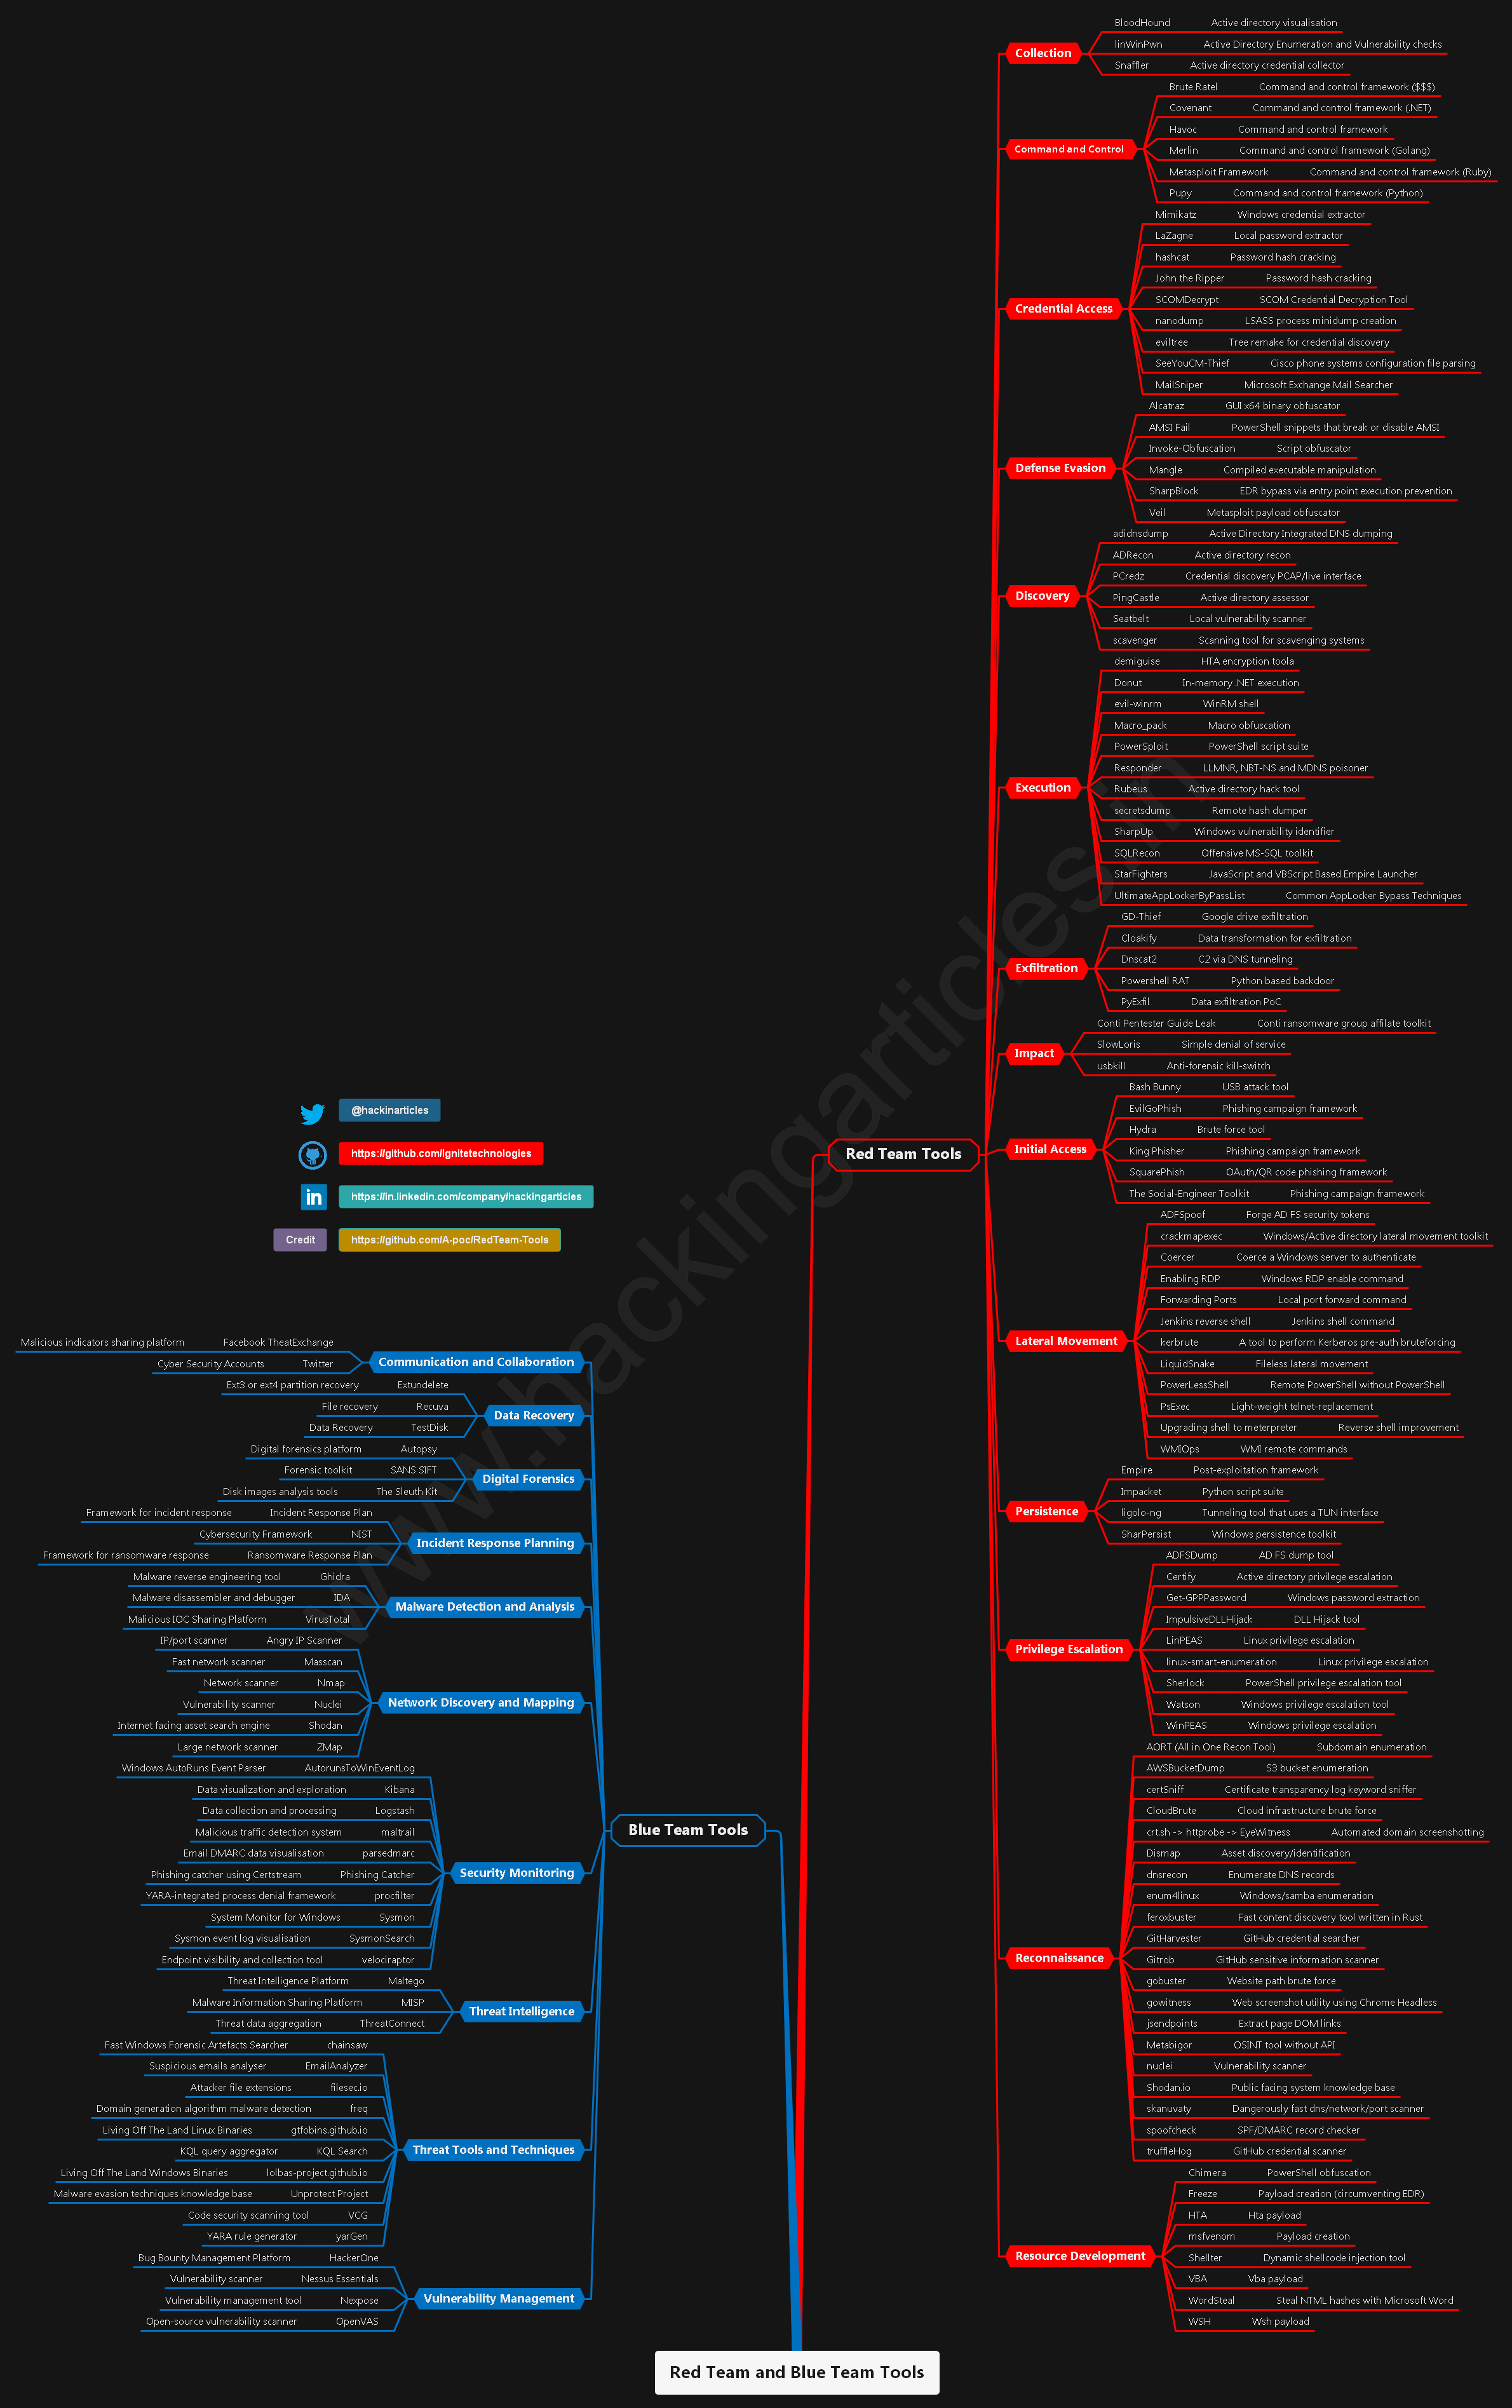 Collection
BloodHound Active directory visualisation
linWinPwn Active Directory Enumeration and Vulnerability checks
Snaffler Active directory credential collector
Command and Control
Brute Ratel Command and control framework ($$$)
Covenant Command and control framework (.NET)
Havoc Command and control framework
Merlin Command and control framework (Golang)
Metasploit Framework Command and control framework (Ruby)
Pupy Command and control framework (Python)
Credential Access
Mimikatz Windows credential extractor
LaZagne Local password extractor
hashcat Password hash cracking
John the Ripper Password hash cracking
SCOMDecrypt SCOM Credential Decryption Tool
nanodump LSASS process minidump creation
eviltree Tree remake for credential discovery
SeeYouCM-Thief Cisco phone systems configuration file parsing
MailSniper Microsoft Exchange Mail Searcher
Defense Evasion
Alcatraz GUI x64 binary obfuscator
AMSI Fail PowerShell snippets that break or disable AMSI
Invoke-Obfuscation Script obfuscator
Mangle Compiled executable manipulation
SharpBlock EDR bypass via entry point execution prevention
Veil Metasploit payload obfuscator
Discovery
adidnsdump Active Directory Integrated DNS dumping
ADRecon Active directory recon
PCredz Credential discovery PCAP/live interface
PingCastle Active directory assessor
Seatbelt Local vulnerability scanner
scavenger Scanning tool for scavenging systems
Execution
demiguise HTA encryption toola
Donut In-memory .NET execution
evil-winrm WinRM shell
Macro_pack Macro obfuscation
PowerSploit PowerShell script suite
Responder LLMNR, NBT-NS and MDNS poisoner
Rubeus Active directory hack tool
secretsdump Remote hash dumper
SharpUp Windows vulnerability identifier
SQLRecon Offensive MS-SQL toolkit
StarFighters JavaScript and VBScript Based Empire Launcher
UltimateAppLockerByPassList Common AppLocker Bypass Techniques
Exfiltration
GD-Thief Google drive exfiltration
Cloakify Data transformation for exfiltration
Dnscat2 C2 via DNS tunneling
Powershell RAT Python based backdoor
PyExfil Data exfiltration PoC
Impact
Conti Pentester Guide Leak Conti ransomware group affilate toolkit
SlowLoris Simple denial of service
usbkill Anti-forensic kill-switch
Initial Access
Bash Bunny USB attack tool
EvilGoPhish Phishing campaign framework
Hydra Brute force tool
King Phisher Phishing campaign framework
SquarePhish OAuth/QR code phishing framework
The Social-Engineer Toolkit Phishing campaign framework
Red Team Tools
Lateral Movement
ADFSpoof Forge AD FS security tokens
crackmapexec Windows/Active directory lateral movement toolkit
Coercer Coerce a Windows server to authenticate
Enabling RDP Windows RDP enable command
Forwarding Ports Local port forward command
Jenkins reverse shell Jenkins shell command
kerbrute A tool to perform Kerberos pre-auth bruteforcing
LiquidSnake Fileless lateral movement
PowerLessShell Remote PowerShell without PowerShell
PsExec Light-weight telnet-replacement
Upgrading shell to meterpreter Reverse shell improvement
WMIOps WMI remote commands
Persistence
Empire Post-exploitation framework
Impacket Python script suite
ligolo-ng Tunneling tool that uses a TUN interface
SharPersist Windows persistence toolkit
Privilege Escalation
ADFSDump AD FS dump tool
Certify Active directory privilege escalation
Get-GPPPassword Windows password extraction
ImpulsiveDLLHijack DLL Hijack tool
LinPEAS Linux privilege escalation
linux-smart-enumeration Linux privilege escalation
Sherlock PowerShell privilege escalation tool
Watson Windows privilege escalation tool
WinPEAS Windows privilege escalation
Reconnaissance
AORT (All in One Recon Tool) Subdomain enumeration
AWSBucketDump S3 bucket enumeration
certSniff Certificate transparency log keyword sniffer
CloudBrute Cloud infrastructure brute force
crt.sh -> httprobe -> EyeWitness Automated domain screenshotting
Dismap Asset discovery/identification
dnsrecon Enumerate DNS records
enum4linux Windows/samba enumeration
feroxbuster Fast content discovery tool written in Rust
GitHarvester GitHub credential searcher
Gitrob GitHub sensitive information scanner
gobuster Website path brute force
gowitness Web screenshot utility using Chrome Headless
jsendpoints Extract page DOM links
Metabigor OSINT tool without API
nuclei Vulnerability scanner
Shodan.io Public facing system knowledge base
skanuvaty Dangerously fast dns/network/port scanner
spoofcheck SPF/DMARC record checker
truffleHog GitHub credential scanner
Resource Development
Chimera PowerShell obfuscation
Freeze Payload creation (circumventing EDR)
HTA Hta payload
msfvenom Payload creation
Shellter Dynamic shellcode injection tool
VBA Vba payload
WordSteal Steal NTML hashes with Microsoft Word
WSH Wsh payload
@hackinarticles
https://github.com/Ignitetechnologies
in https://in.linkedin.com/company/hackingarticles
Credit https://github.com/A-poc/RedTeam-Tools
Malicious indicators sharing platform Facebook TheatExchange
Cyber Security Accounts Twitter
Communication and Collaboration
Ext3 or ext4 partition recovery Extundelete
File recovery Recuva
Data Recovery TestDisk
Data Recovery
Digital forensics platform Autopsy
Forensic toolkit SANS SIFT
Disk images analysis tools The Sleuth Kit
Digital Forensics
Framework for incident response Incident Response Plan
Cybersecurity Framework NIST
Framework for ransomware response Ransomware Response Plan
Incident Response Planning
Malware reverse engineering tool Ghidra
Malware disassembler and debugger IDA
Malicious IOC Sharing Platform VirusTotal
Malware Detection and Analysis
IP/port scanner Angry IP Scanner
Fast network scanner Masscan
Network scanner Nmap
Vulnerability scanner Nuclei
Internet facing asset search engine Shodan
Large network scanner ZMap
Network Discovery and Mapping
Windows AutoRuns Event Parser AutorunsToWinEventLog
Data visualization and exploration Kibana
Data collection and processing Logstash
Malicious traffic detection system maltrail
Email DMARC data visualisation parsedmarc
Phishing catcher using Certstream Phishing Catcher
YARA-integrated process denial framework procfilter
System Monitor for Windows Sysmon
Sysmon event log visualisation SysmonSearch
Endpoint visibility and collection tool velociraptor
Security Monitoring
Blue Team Tools
Threat Intelligence Platform Maltego
Malware Information Sharing Platform MISP
Threat data aggregation ThreatConnect
Threat Intelligence
Fast Windows Forensic Artefacts Searcher chainsaw
Suspicious emails analyser EmailAnalyzer
Attacker file extensions filesec.io
Domain generation algorithm malware detection freq
Living Off The Land Linux Binaries gtfobins.github.io
KQL query aggregator KQL Search
Living Off The Land Windows Binaries lolbas-project.github.io
Malware evasion techniques knowledge base Unprotect Project
Code security scanning tool VCG
YARA rule generator yarGen
Threat Tools and Techniques
Bug Bounty Management Platform HackerOne
Vulnerability scanner Nessus Essentials
Vulnerability management tool Nexpose
Open-source vulnerability scanner OpenVAS
Vulnerability Management
Red Team and Blue Team Tools
www.hackingarticles.in